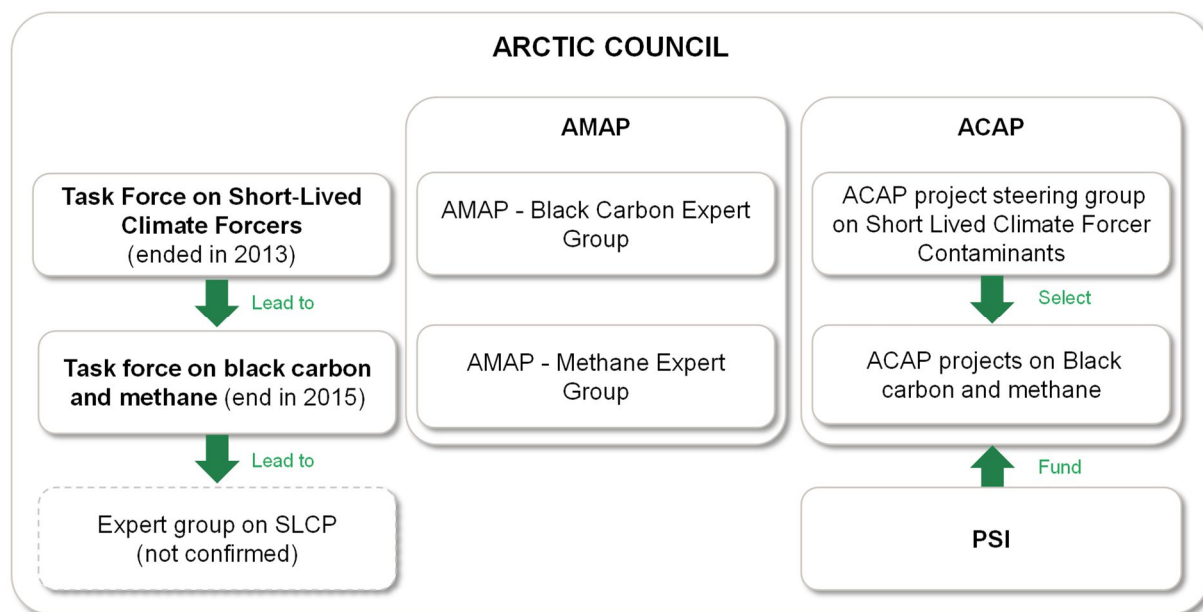 ARCTIC COUNCIL
Task Force on Short-Lived
Climate Forcers
(ended in 2013)
Lead to
Task force on black carbon
and methane (end in 2015)
Lead to
Expert group on SLCP
(not confirmed)
AMAP
AMAP - Black Carbon Expert
Group
AMAP - Methane Expert
Group
ACAP
ACAP project steering group
on Short Lived Climate Forcer
Contaminants
Select
ACAP projects on Black
carbon and methane
Fund
PSI